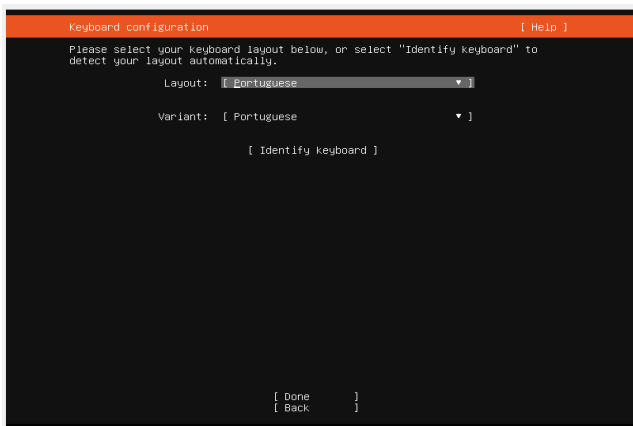 Keyboard configuration [ Help ]
Please select your keyboard layout below, or select "Identify keyboard" to
detect your layout automatically.
Layout: [ Portuguese ▼ ]
Variant: [ Portuguese ▼ ]
[ Identify keyboard ]
[ Done ]
[ Back ]